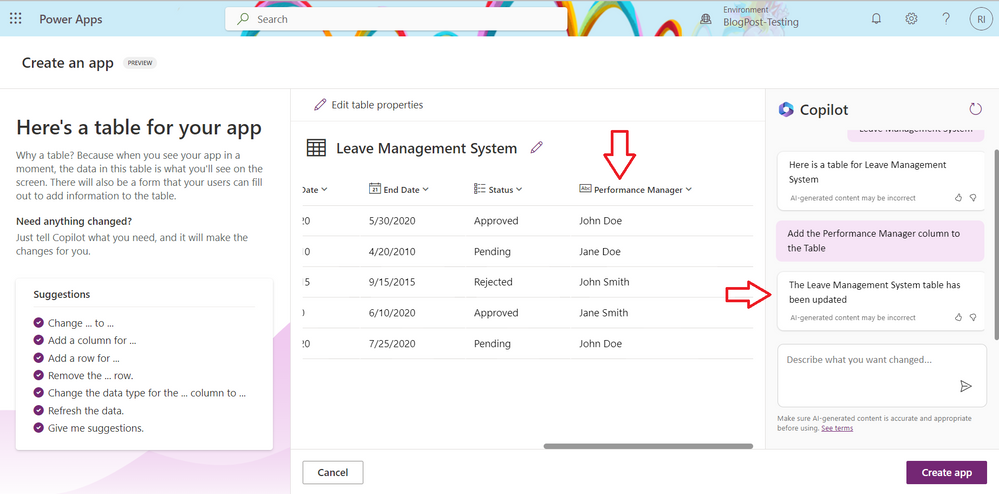 Power Apps
Search
Environment
BlogPost-Testing
?
RI
Create an app
PREVIEW
Here's a table for your app
Why a table? Because when you see your app in a
moment, the data in this table is what you'll see on the
screen. There will also be a form that your users can fill
out to add information to the table.
Need anything changed?
Just tell Copilot what you need, and it will make the
changes for you.
Suggestions
Change ... to ...
Add a column for ...
Add a row for ...
Remove the ... row.
Change the data type for the ... column to ...
Refresh the data.
Give me suggestions.
Edit table properties
Leave Management System
Date 21 End Date Status Abc Performance Manager
20 5/30/2020 Approved John Doe
10 4/20/2010 Pending Jane Doe
5 9/15/2015 Rejected John Smith
0 6/10/2020 Approved Jane Smith
20 7/25/2020 Pending John Doe
Copilot
Leave Management System
Here is a table for Leave Management
System
AI-generated content may be incorrect
Add the Performance Manager column to
the Table
The Leave Management System table has
been updated
AI-generated content may be incorrect
Describe what you want changed...
Make sure AI-generated content is accurate and appropriate
before using. See terms
Cancel
Create app